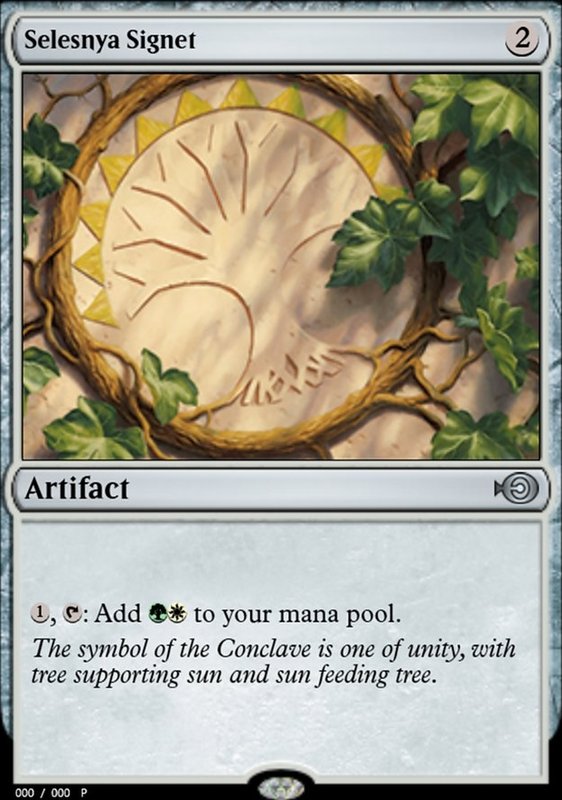 Selesnya Signet 2
Artifact
1, : Add to your mana pool.
The symbol of the Conclave is one of unity, with
tree supporting sun and sun feeding tree.
000 / 000 P